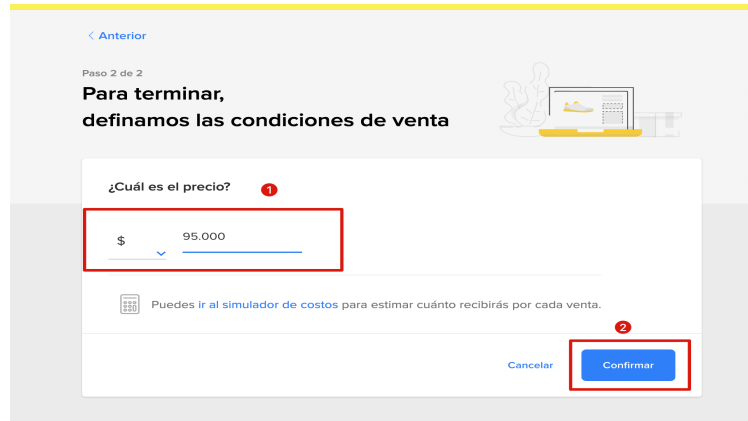 < Anterior
Paso 2 de 2
Para terminar,
definamos las condiciones de venta
¿Cuál es el precio? 1
$ 95.000
Puedes ir al simulador de costos para estimar cuánto recibirás por cada venta.
2
Cancelar Confirmar